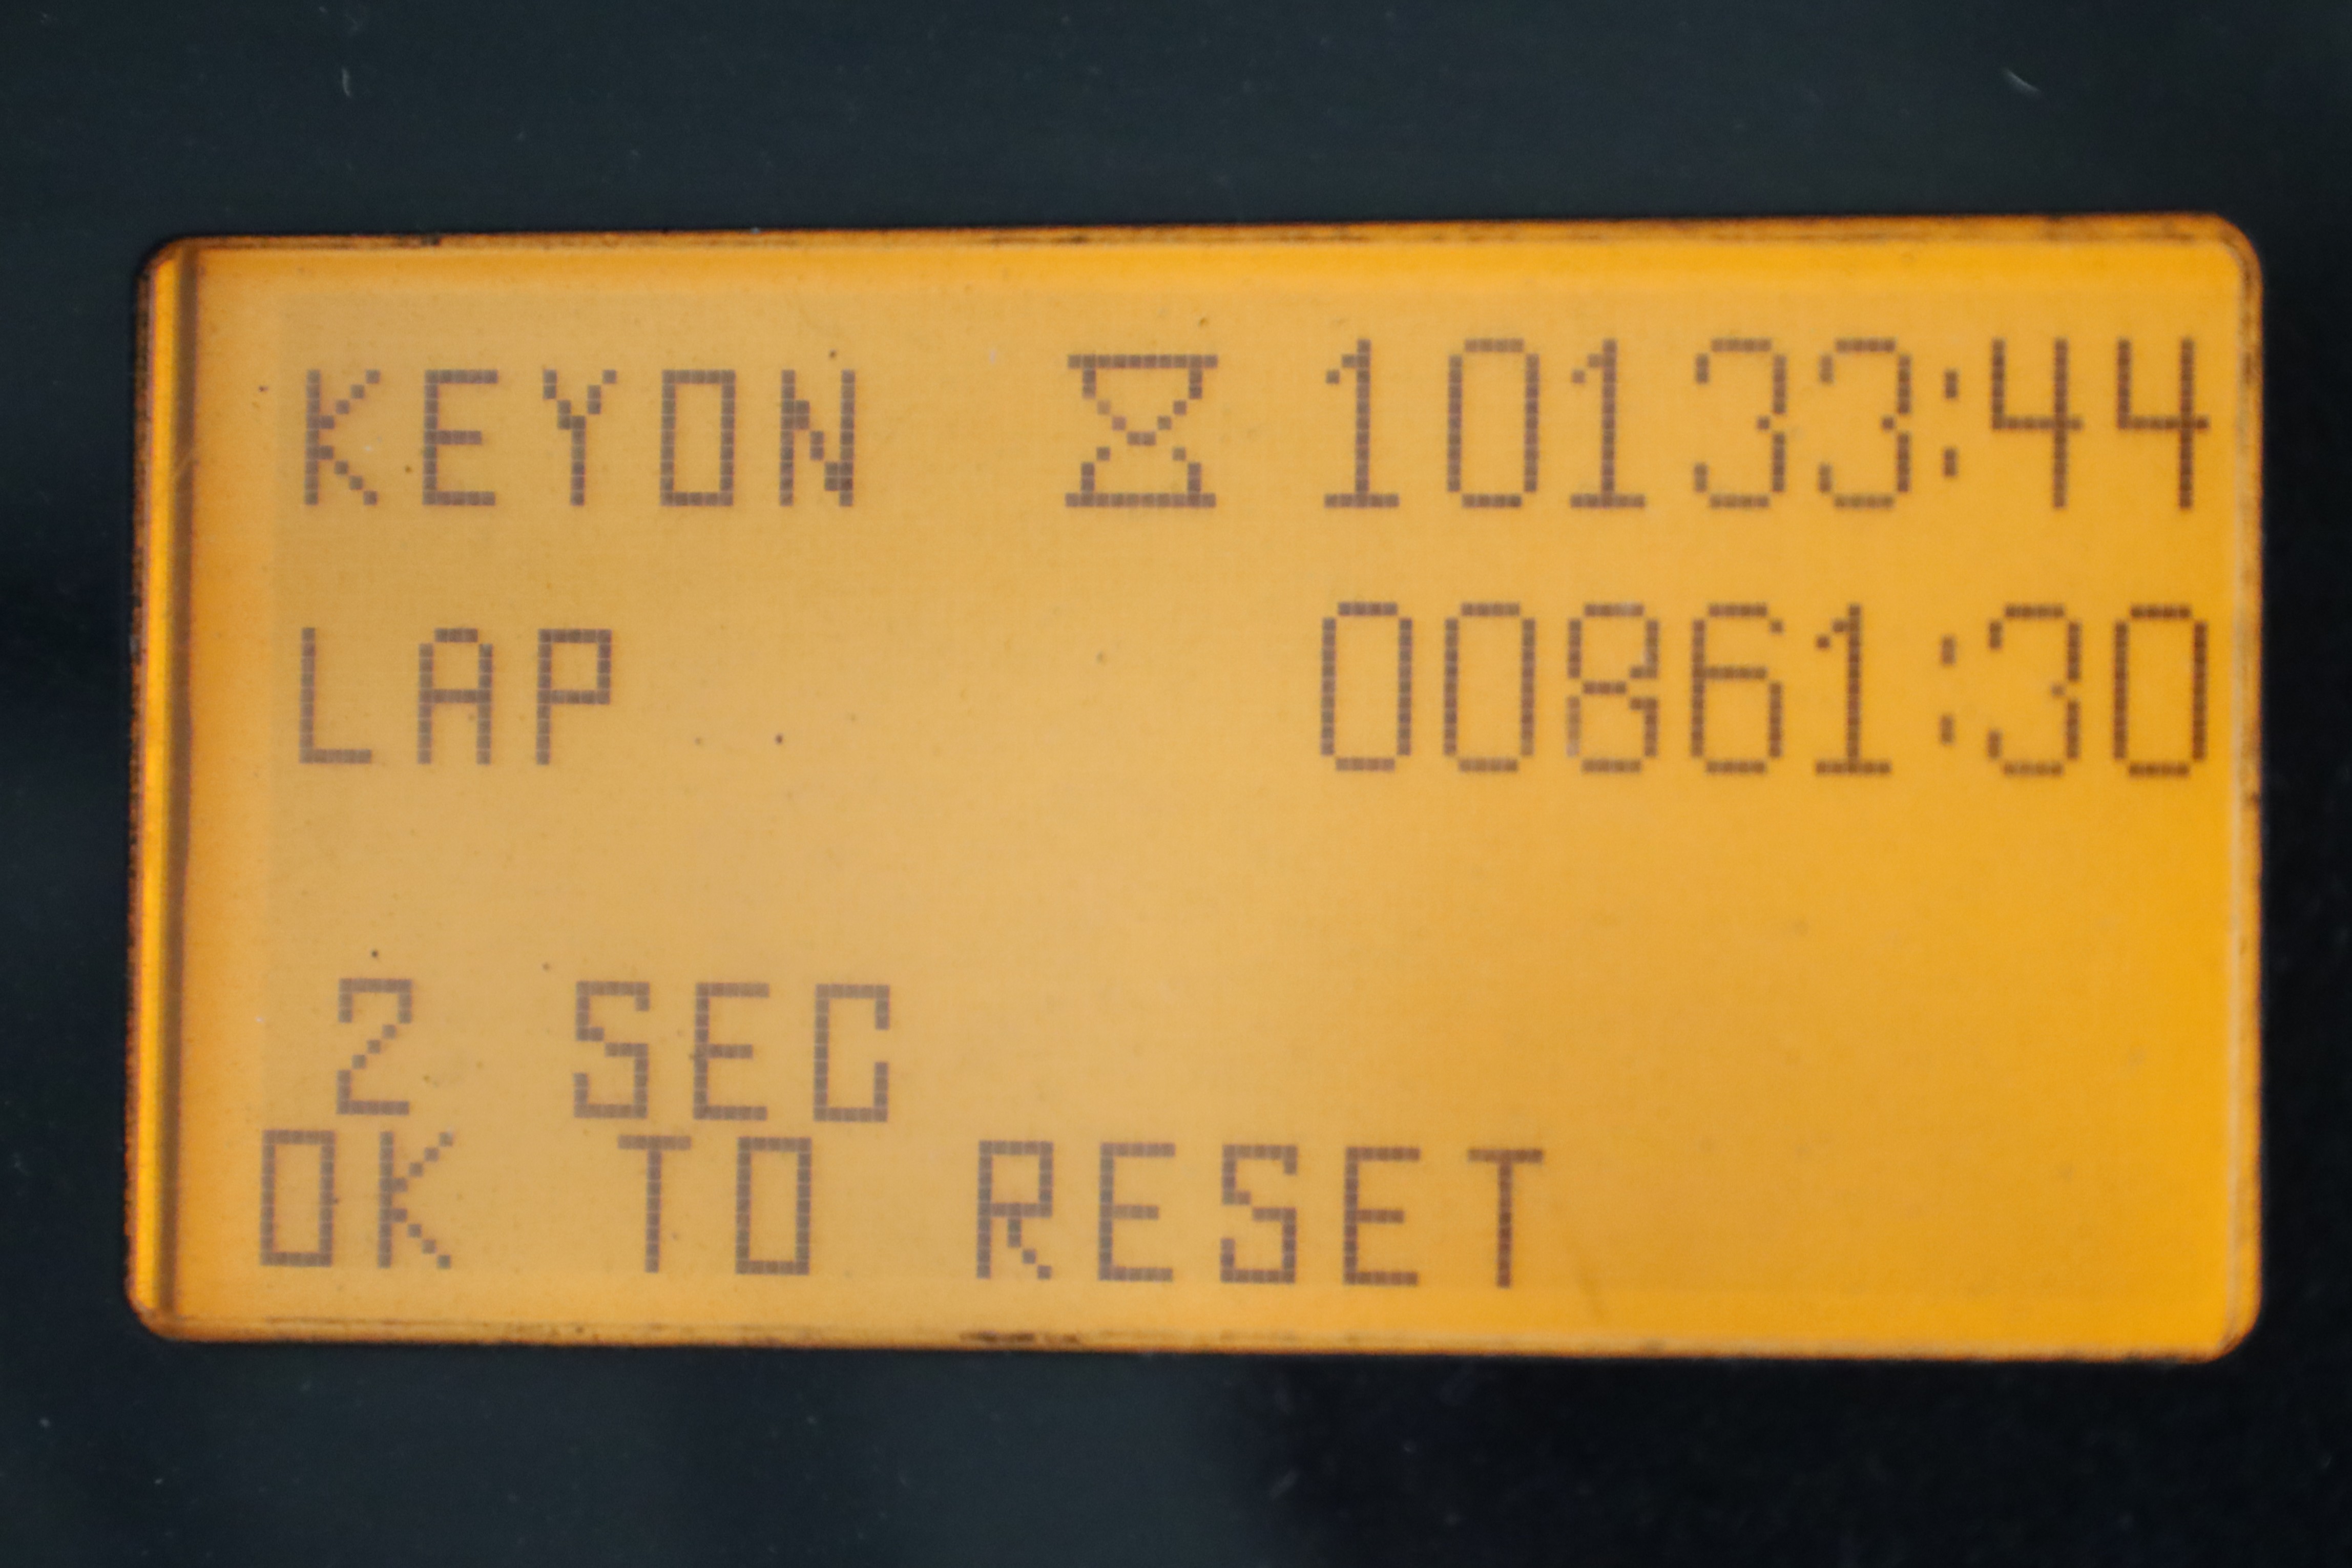 KEYON 10133:44
LAP 00861:30
2 SEC
OK TO RESET